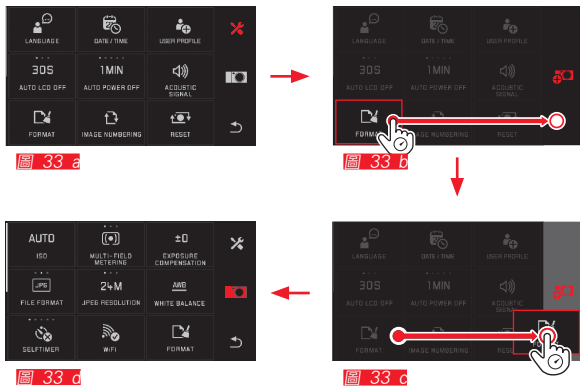 LANGUAGE DATE / TIME USER PROFILE
30S 1MIN
AUTO LCD OFF AUTO POWER OFF ACOUSTIC SIGNAL
FORMAT IMAGE NUMBERING RESET
圖 33 a
LANGUAGE DATE / TIME USER PROFILE
30S 1MIN
AUTO LCD OFF AUTO POWER OFF ACOUSTIC SIGNAL
FORMAT IMAGE NUMBERING RESET
圖 33 b
AUTO ±0
ISO MULTI-FIELD METERING EXPOSURE COMPENSATION
JPG 24M AWB
FILE FORMAT JPEG RESOLUTION WHITE BALANCE
SELFTIMER WiFi FORMAT
圖 33 d
LANGUAGE DATE / TIME USER PROFILE
30S 1MIN
AUTO LCD OFF AUTO POWER OFF ACOUSTIC
FORMAT IMAGE NUMBERING
圖 33 c